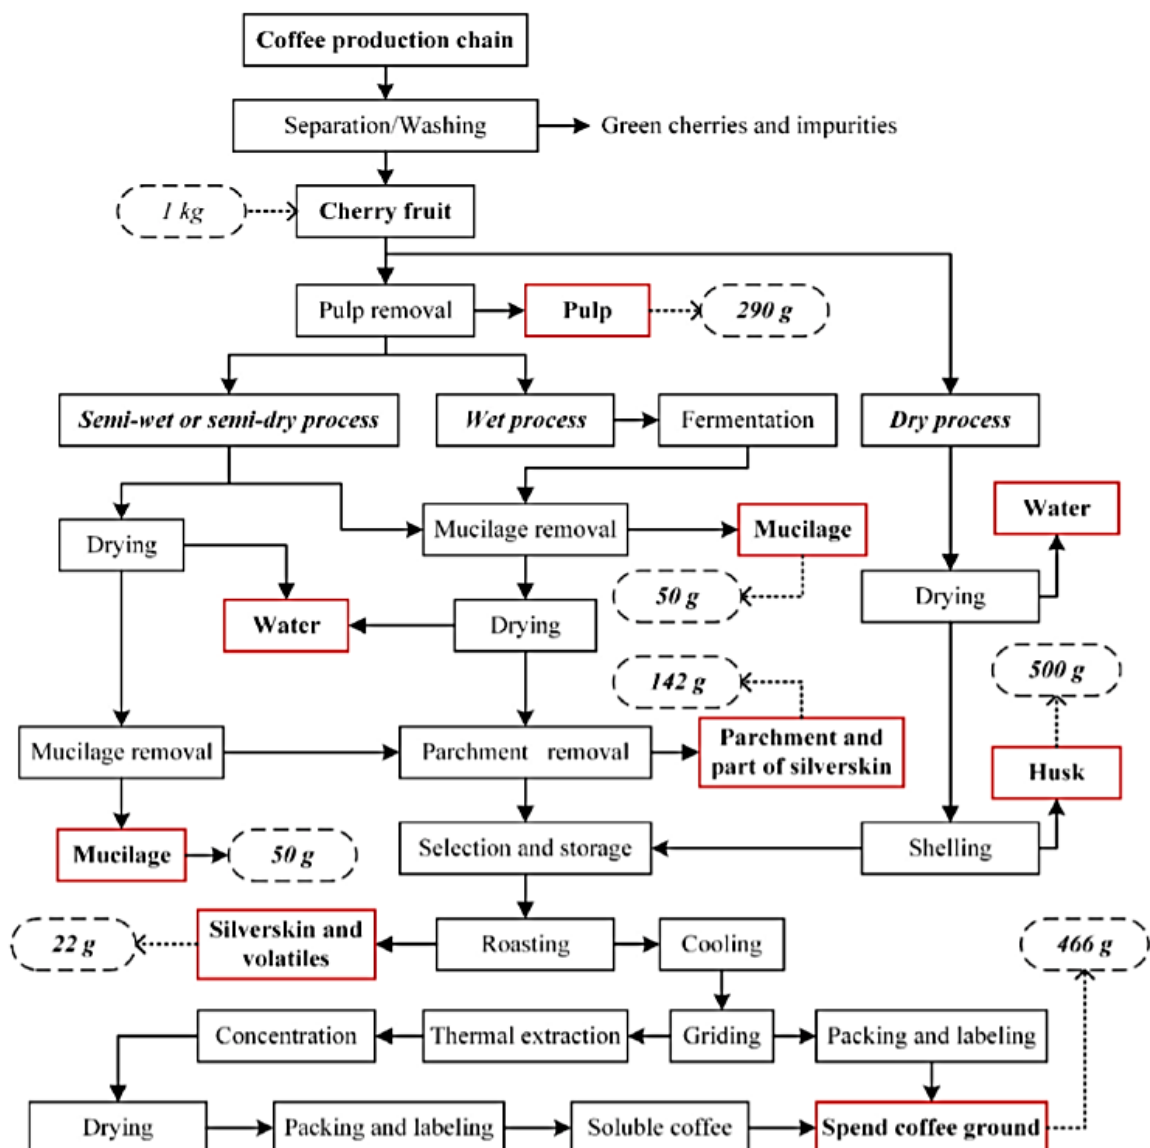 Coffee production chain
Separation/Washing
Green cherries and impurities
1 kg
Cherry fruit
Pulp removal
Pulp
290 g
Semi-wet or semi-dry process
Wet process
Fermentation
Dry process
Water
Drying
Mucilage removal
Mucilage
50 g
Drying
Water
Drying
142 g
500 g
Mucilage removal
Parchment removal
Parchment and
part of silverskin
Husk
Mucilage
50 g
Selection and storage
Shelling
22 g
Silverskin and
volatiles
Roasting
Cooling
466 g
Concentration
Thermal extraction
Griding
Packing and labeling
Drying
Packing and labeling
Soluble coffee
Spend coffee ground